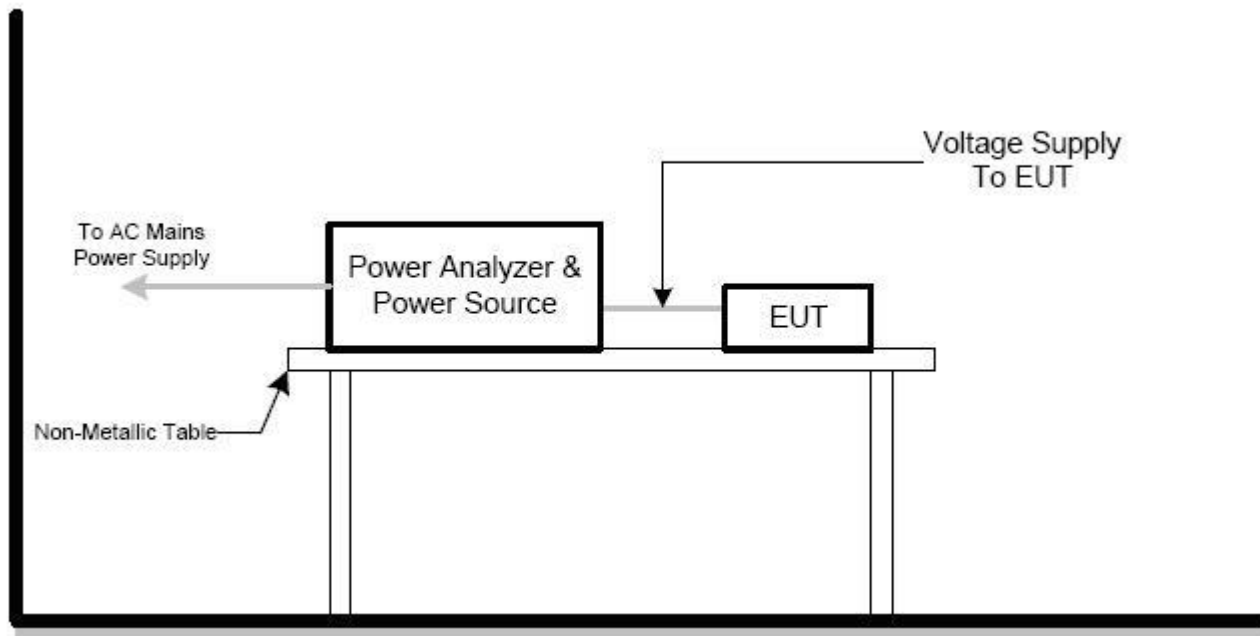 Voltage Supply
To EUT
To AC Mains
Power Supply
Power Analyzer &
Power Source
EUT
Non-Metallic Table